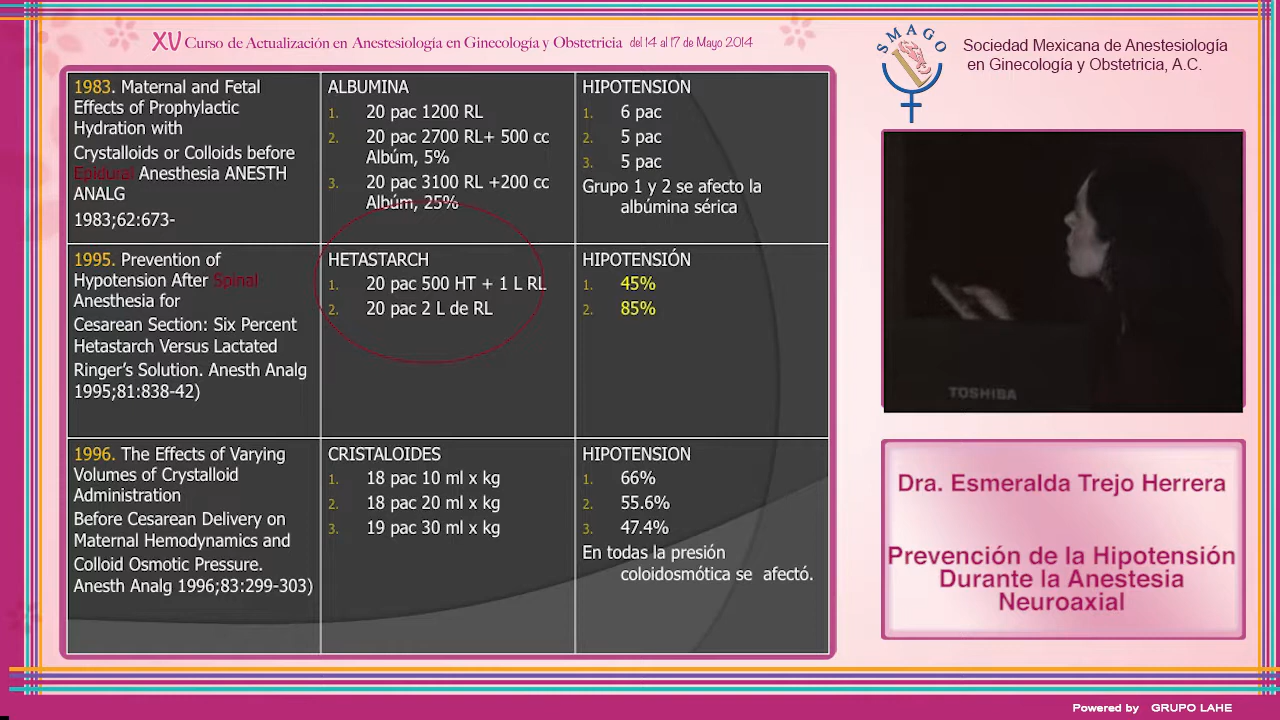 XV Curso de Actualización en Anestesiología en Ginecología y Obstetricia del 14 al 17 de Mayo 2014
SMAGO
Sociedad Mexicana de Anestesiología
en Ginecología y Obstetricia, A.C.
1983. Maternal and Fetal
Effects of Prophylactic
Hydration with
Crystalloids or Colloids before
Epidural Anesthesia ANESTH
ANALG
1983;62:673-
ALBUMINA
1. 20 pac 1200 RL
2. 20 pac 2700 RL+ 500 cc
Albúm, 5%
3. 20 pac 3100 RL +200 cc
Albúm, 25%
HIPOTENSION
1. 6 pac
2. 5 pac
3. 5 pac
Grupo 1 y 2 se afecto la
albúmina sérica
1995. Prevention of
Hypotension After Spinal
Anesthesia for
Cesarean Section: Six Percent
Hetastarch Versus Lactated
Ringer's Solution. Anesth Analg
1995;81:838-42)
HETASTARCH
1. 20 pac 500 HT + 1 L RL
2. 20 pac 2 L de RL
HIPOTENSIÓN
1. 45%
2. 85%
1996. The Effects of Varying
Volumes of Crystalloid
Administration
Before Cesarean Delivery on
Maternal Hemodynamics and
Colloid Osmotic Pressure.
Anesth Analg 1996;83:299-303)
CRISTALOIDES
1. 18 pac 10 ml x kg
2. 18 pac 20 ml x kg
3. 19 pac 30 ml x kg
HIPOTENSION
1. 66%
2. 55.6%
3. 47.4%
En todas la presión
coloidosmótica se afectó.
TOSHIBA
Dra. Esmeralda Trejo Herrera
Prevención de la Hipotensión
Durante la Anestesia
Neuroaxial
Powered by GRUPO LAHE